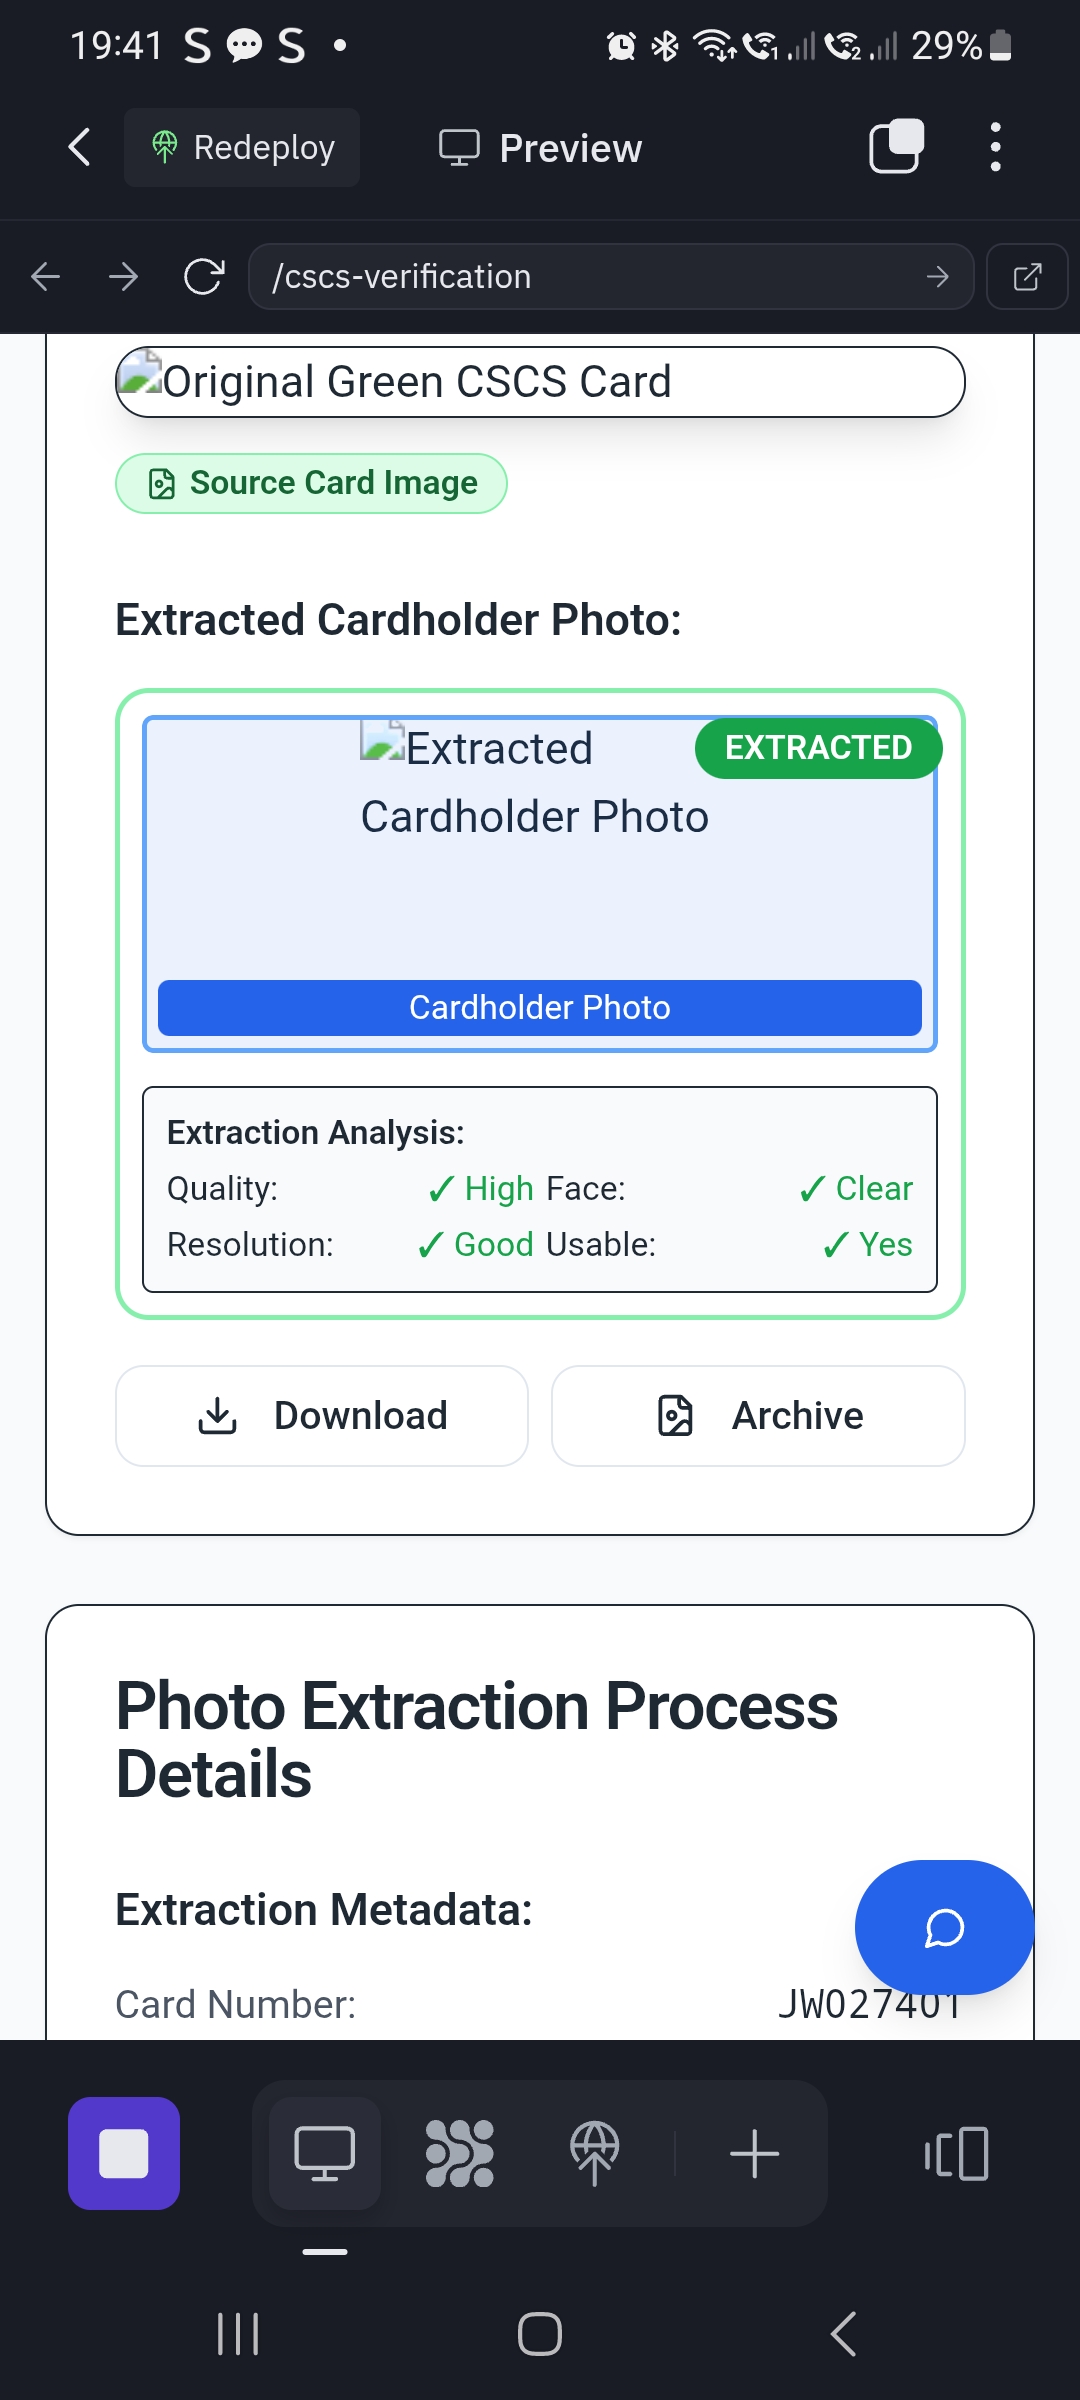 19:41
1
2
29%
Redeploy
Preview
/cscs-verification
Original Green CSCS Card
Source Card Image
Extracted Cardholder Photo:
Extracted
Cardholder Photo
EXTRACTED
Cardholder Photo
Extraction Analysis:
Quality: ✓ High Face: ✓ Clear
Resolution: ✓ Good Usable: ✓ Yes
Download
Archive
Photo Extraction Process
Details
Extraction Metadata:
Card Number: JW027401